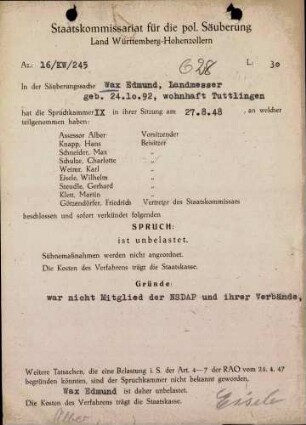 Staatskommissariat für die pol. Säuberung
Land Württemberg-Hohenzollern
Az. 16/KW/245
628
L 30
In der Säuberungssache Wax Edmund, Landmesser
geb. 24.10.92, wohnhaft Tuttlingen
hat die Spruchkammer XX in ihrer Sitzung am 27.8.48, an welcher
teilgenommen haben:
Assessor Alber Vorsitzender
Knapp, Hans Beisitzer
Schneider, Max "
Schulze, Charlotte "
Weimr, Karl "
Eisele, Wilhelm "
Stendle, Gerhard "
Klett, Martin "
Götzendörfer, Friedrich Vertreter des Staatskommissars
beschlossen und sofort verkündet folgenden
SPRUCH:
ist unbelastet.
Sühnemaßnahmen werden nicht angeordnet.
Die Kosten des Verfahrens trägt die Staatskasse.
Gründe:
war nicht Mitglied der NSDAP und ihrer Verbände,
Weitere Tatsachen, die eine Belastung i. S. der Art. 4–7 der RAO vom 25.4.47
begründen könnten, sind der Spruchkammer nicht bekannt geworden.
Wax Edmund ist daher unbelastet.
Die Kosten des Verfahrens trägt die Staatskasse.
Alber
Eisele